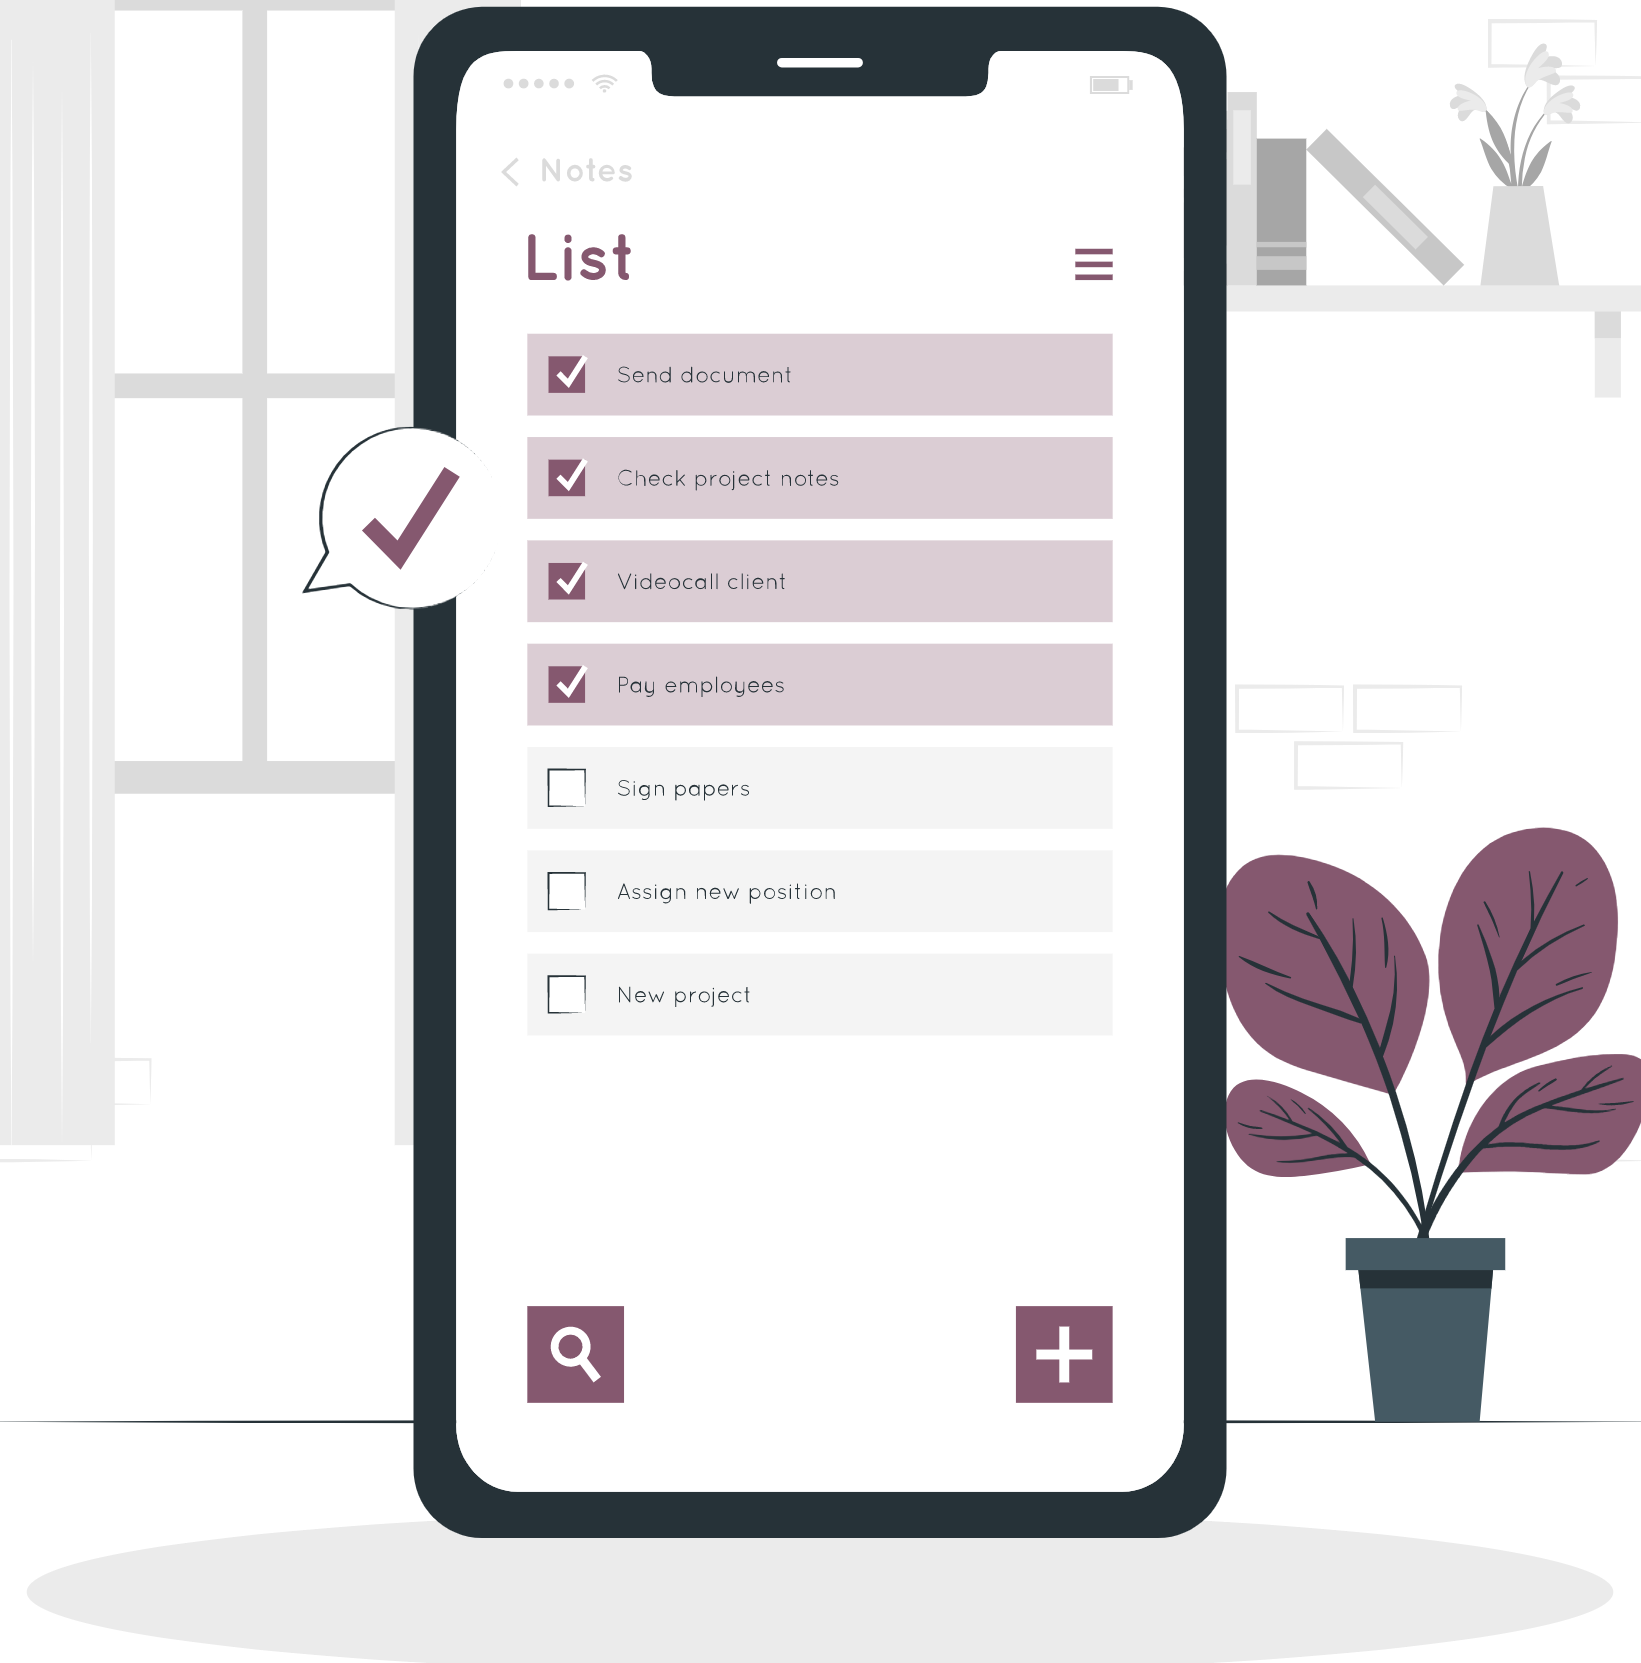 Notes
List
Send document
Check project notes
Videocall client
Pay employees
Sign papers
Assign new position
New project